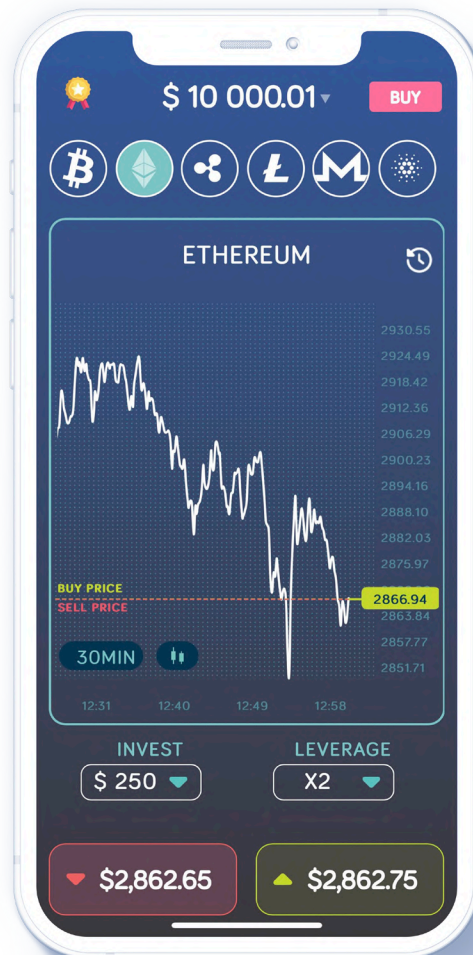 $ 10 000.01
BUY
ETHEREUM
2930.55
2924.49
2918.42
2912.36
2906.29
2900.23
2894.16
2888.10
2882.03
2875.97
BUY PRICE
2866.94
SELL PRICE
2863.84
2857.77
30MIN
2851.71
12:31 12:40 12:49 12:58
INVEST LEVERAGE
$ 250 X2
$2,862.65 $2,862.75